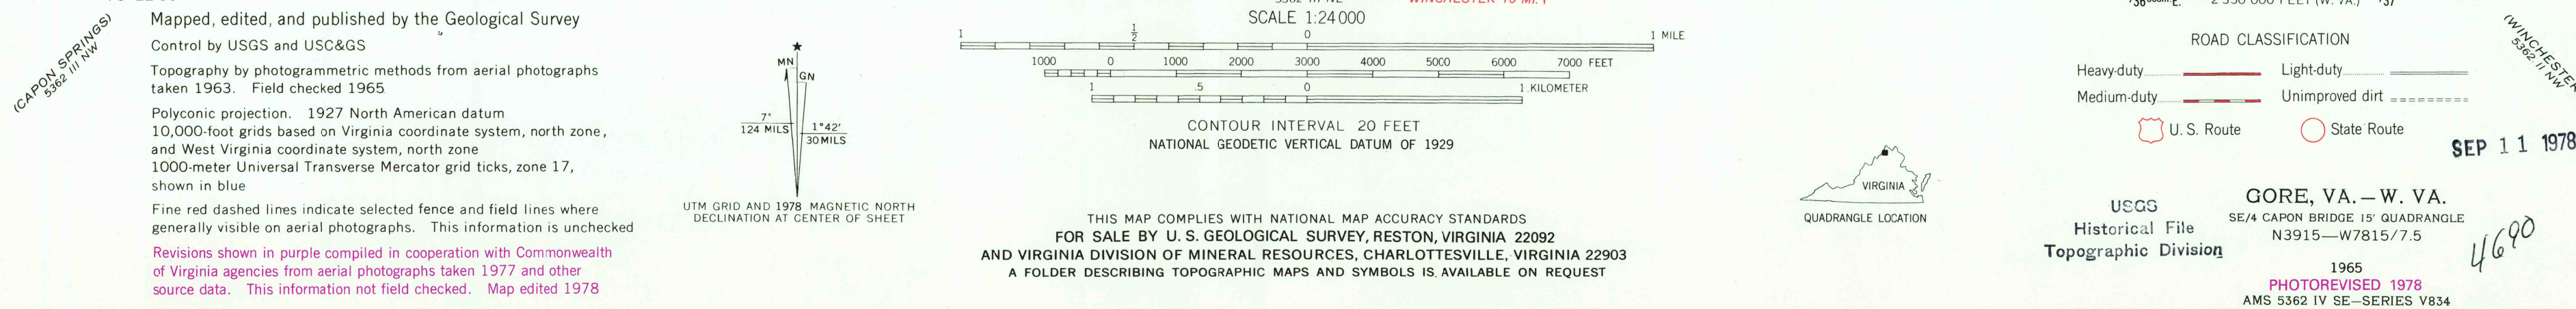 (CAPON SPRINGS)
5362 III NW
Mapped, edited, and published by the Geological Survey
Control by USGS and USC&GS
Topography by photogrammetric methods from aerial photographs
taken 1963. Field checked 1965
Polyconic projection. 1927 North American datum
10,000-foot grids based on Virginia coordinate system, north zone,
and West Virginia coordinate system, north zone
1000-meter Universal Transverse Mercator grid ticks, zone 17,
shown in blue
Fine red dashed lines indicate selected fence and field lines where
generally visible on aerial photographs. This information is unchecked
Revisions shown in purple compiled in cooperation with Commonwealth
of Virginia agencies from aerial photographs taken 1977 and other
source data. This information not field checked. Map edited 1978
MN
GN
7°
124 MILS
1°42′
30 MILS
UTM GRID AND 1978 MAGNETIC NORTH
DECLINATION AT CENTER OF SHEET
SCALE 1:24000
1 1/2 0 1 MILE
1000 0 1000 2000 3000 4000 5000 6000 7000 FEET
1 .5 0 1 KILOMETER
CONTOUR INTERVAL 20 FEET
NATIONAL GEODETIC VERTICAL DATUM OF 1929
THIS MAP COMPLIES WITH NATIONAL MAP ACCURACY STANDARDS
FOR SALE BY U. S. GEOLOGICAL SURVEY, RESTON, VIRGINIA 22092
AND VIRGINIA DIVISION OF MINERAL RESOURCES, CHARLOTTESVILLE, VIRGINIA 22903
A FOLDER DESCRIBING TOPOGRAPHIC MAPS AND SYMBOLS IS AVAILABLE ON REQUEST
VIRGINIA
QUADRANGLE LOCATION
2 330 000 FEET (W. VA.)
ROAD CLASSIFICATION
Heavy-duty
Light-duty
Medium-duty
Unimproved dirt
U. S. Route
State Route
(WINCHESTER
5362 II NW
SEP 11 1978
USGS
Historical File
Topographic Division
GORE, VA.—W. VA.
SE/4 CAPON BRIDGE 15′ QUADRANGLE
N3915—W7815/7.5
1965
PHOTOREVISED 1978
AMS 5362 IV SE—SERIES V834
4690